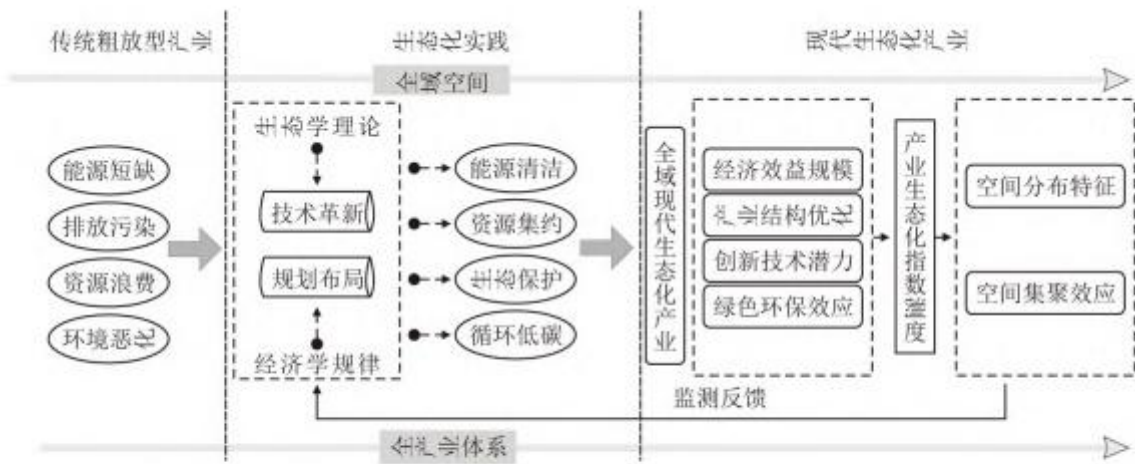 传统粗放型产业
生态化实践
现代生态化产业
全域空间
能源短缺
排放污染
资源浪费
环境恶化
生态学理论
技术革新
规划布局
经济学规律
能源清洁
资源集约
生态保护
循环低碳
全域现代生态化产业
经济效益规模
产业结构优化
创新技术潜力
绿色环保效应
产业生态化指数测度
空间分布特征
空间集聚效应
监测反馈
全产业体系